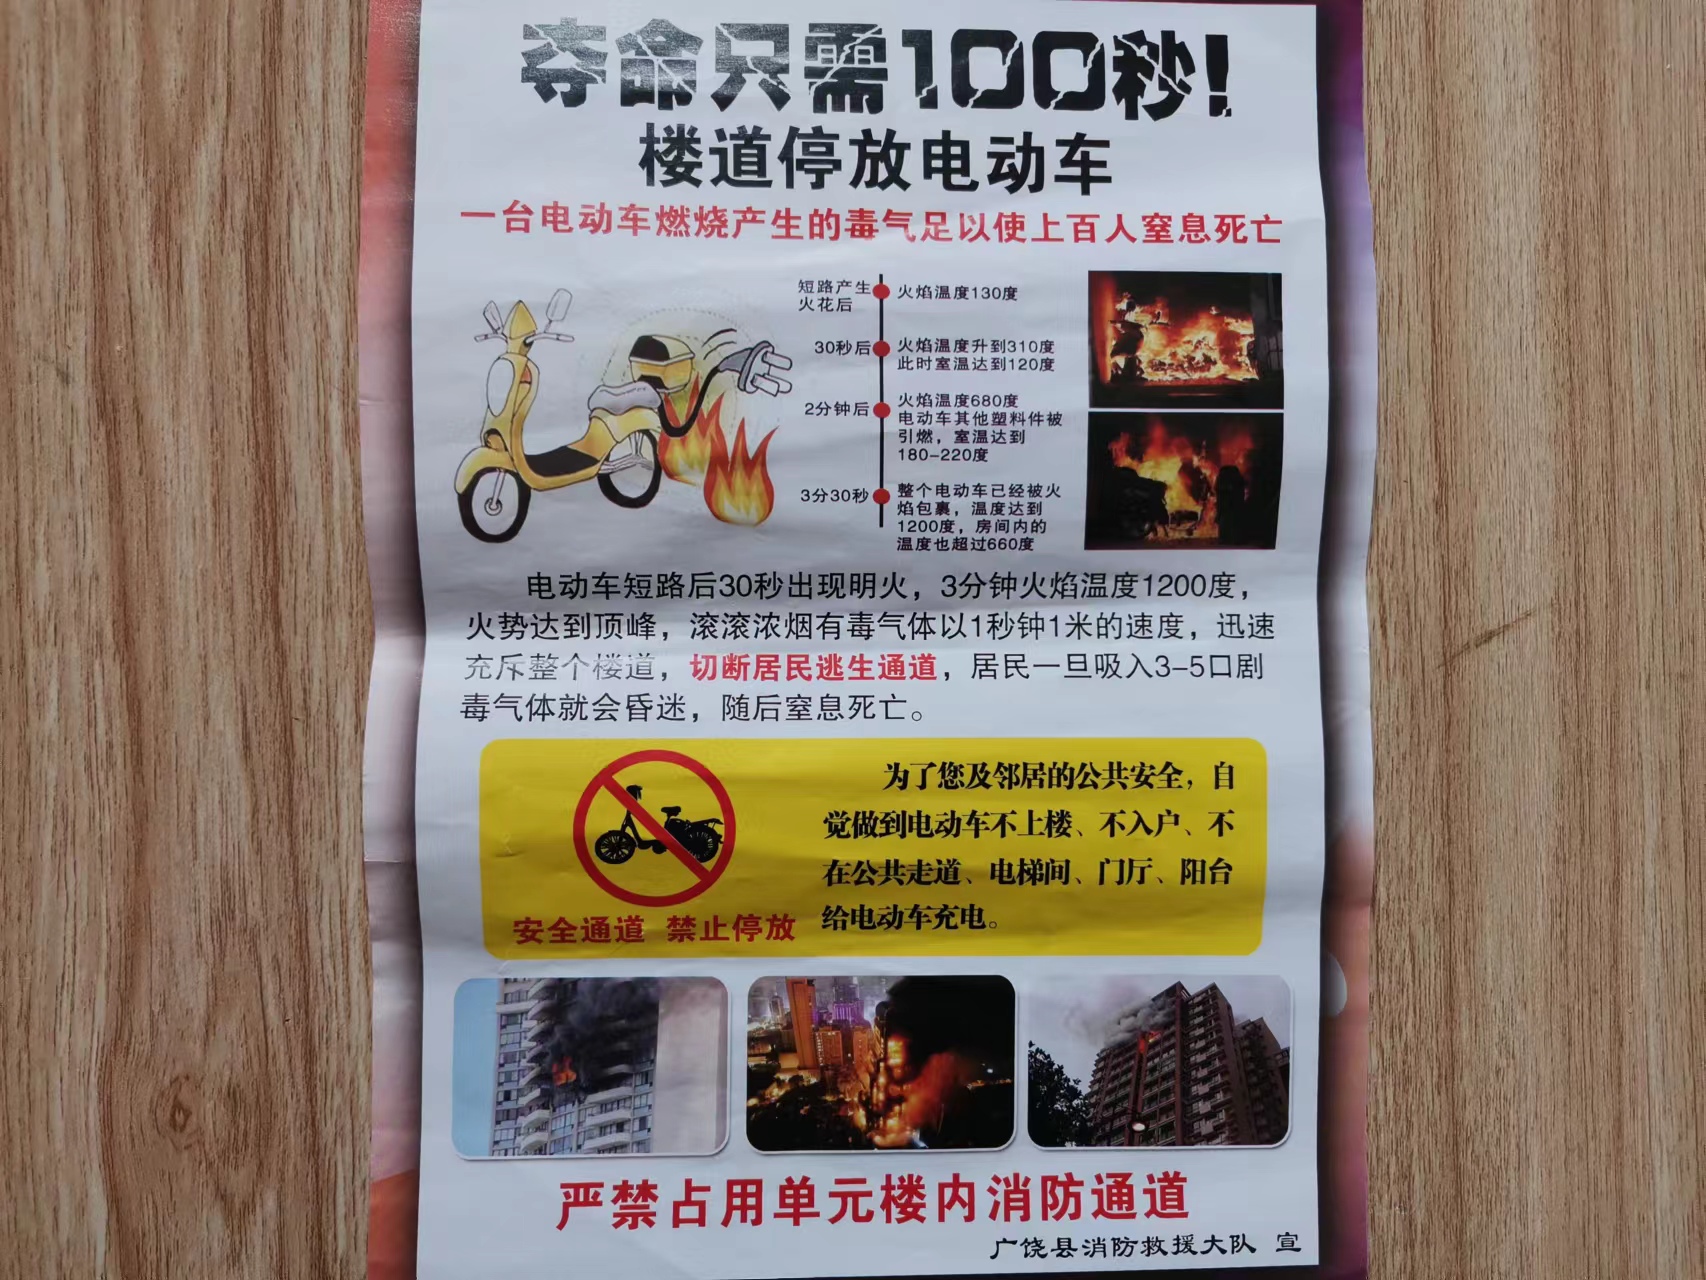 夺命只需100秒!
楼道停放电动车
一台电动车燃烧产生的毒气足以使上百人窒息死亡
短路产生
火花后
火焰温度130度
30秒后
火焰温度升到310度
此时室温达到120度
2分钟后
火焰温度680度
电动车其他塑料件被
引燃，室温达到
180-220度
3分30秒
整个电动车已经被火
焰包裹，温度达到
1200度，房间内的
温度也超过660度
电动车短路后30秒出现明火，3分钟火焰温度1200度，
火势达到顶峰，滚滚浓烟有毒气体以1秒钟1米的速度，迅速
充斥整个楼道，切断居民逃生通道，居民一旦吸入3-5口剧
毒气体就会昏迷，随后窒息死亡。
安全通道 禁止停放
为了您及邻居的公共安全，自
觉做到电动车不上楼、不入户、不
在公共走道、电梯间、门厅、阳台
给电动车充电。
严禁占用单元楼内消防通道
广饶县消防救援大队 宣